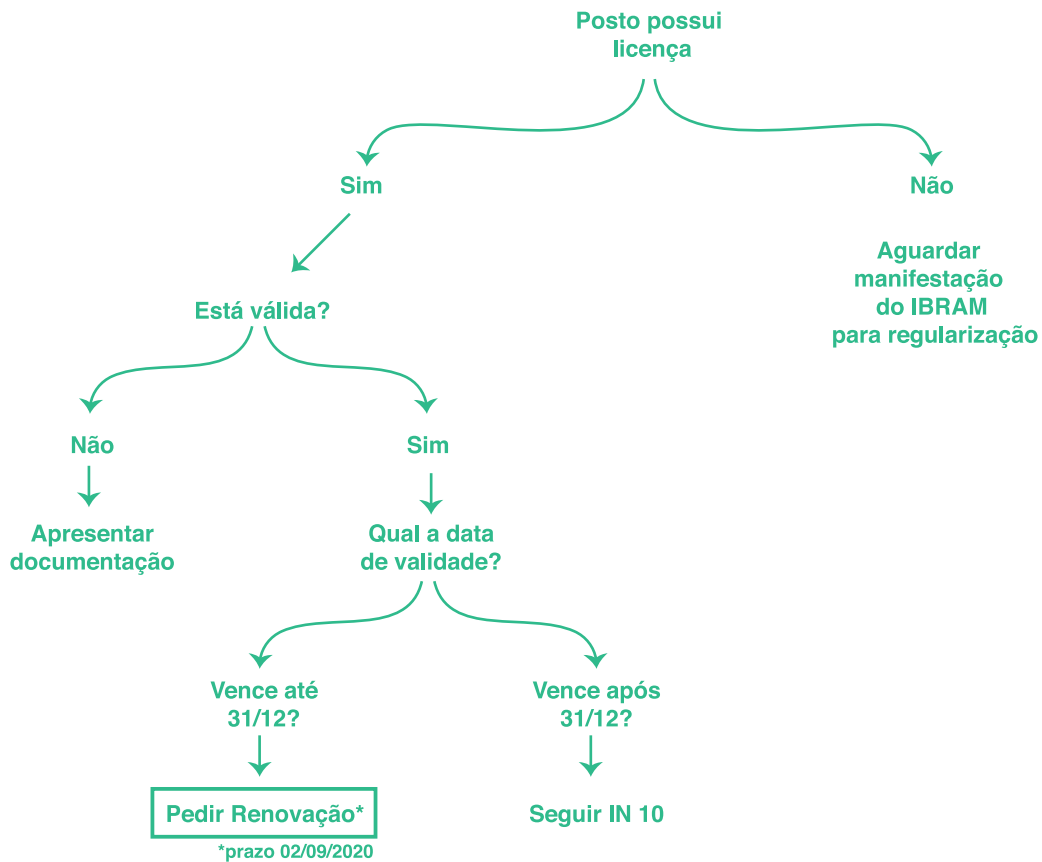 Posto possui
licença
Sim
Não
Aguardar
manifestação
do IBRAM
para regularização
Está válida?
Não
Sim
Apresentar
documentação
Qual a data
de validade?
Vence até
31/12?
Vence após
31/12?
Pedir Renovação*
*prazo 02/09/2020
Seguir IN 10